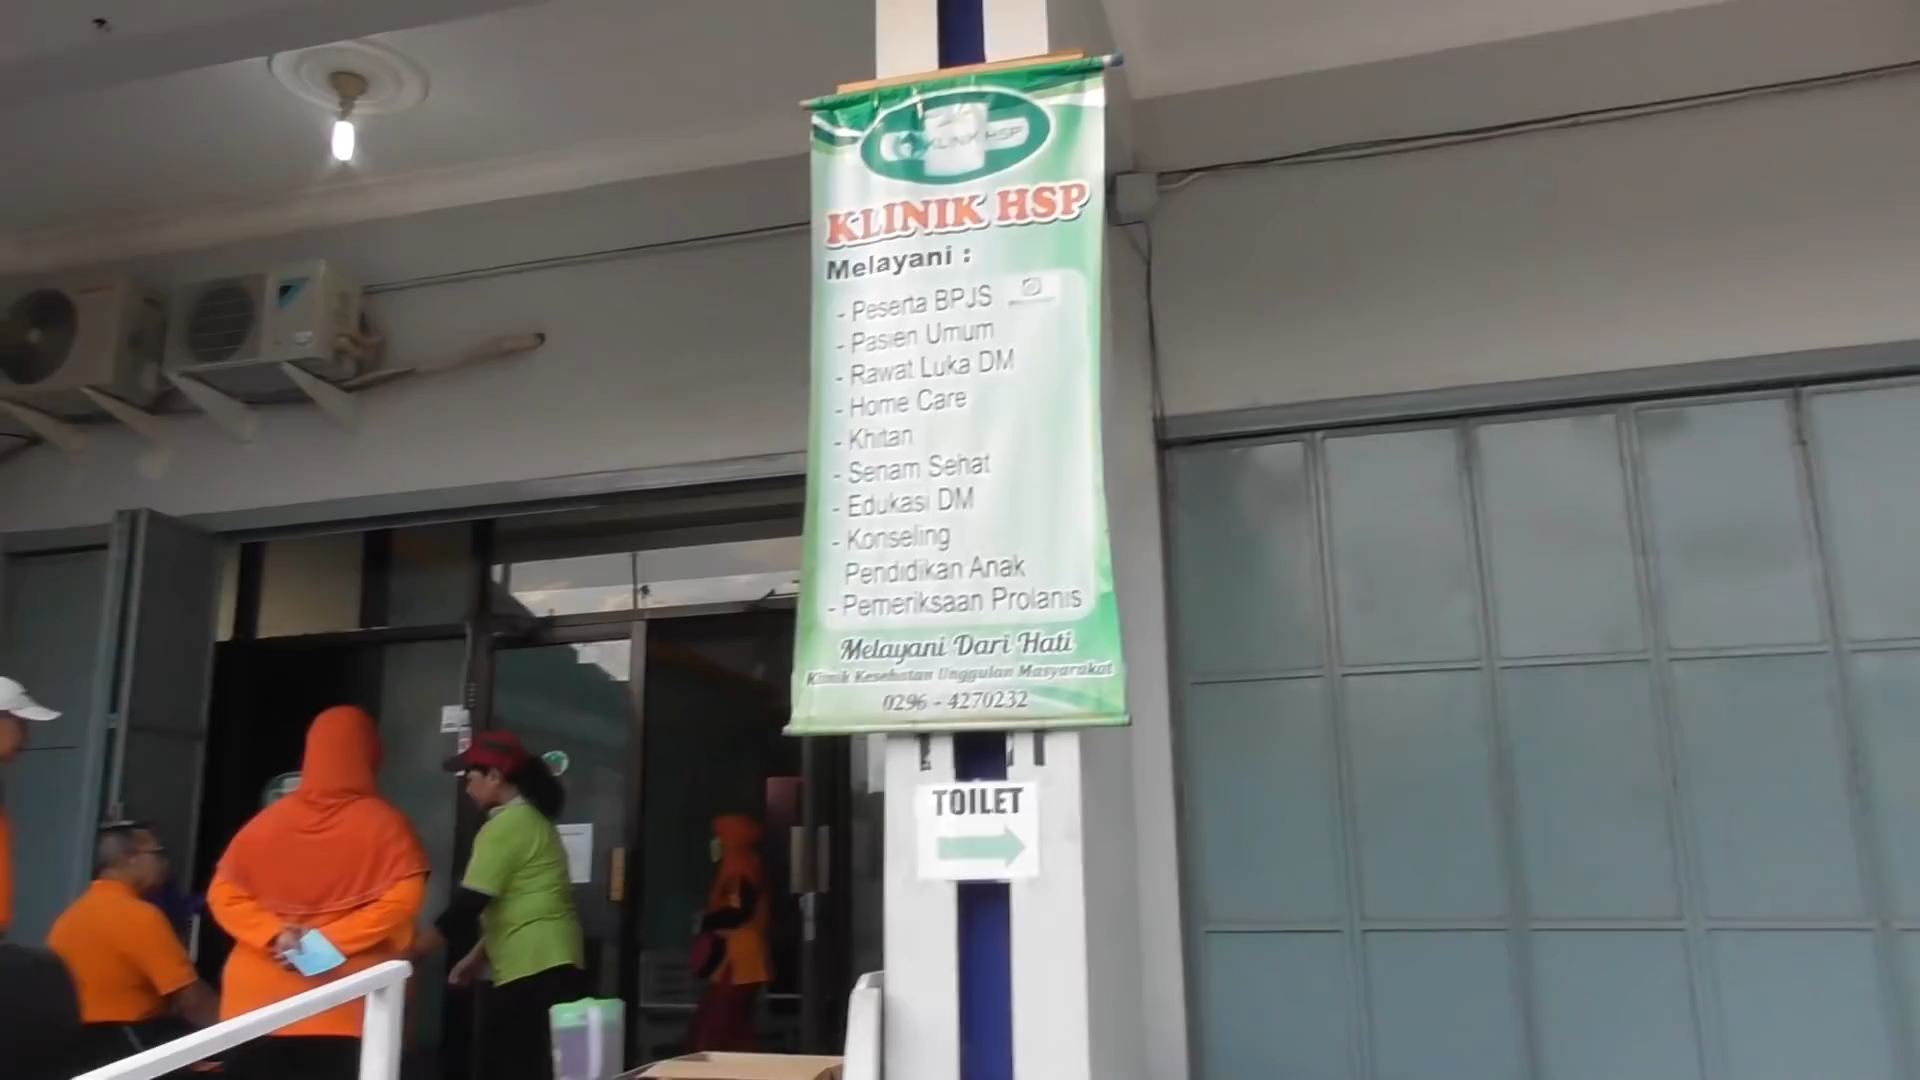 KLINIK HSP
KLINIK HSP
Melayani :
- Peserta BPJS
- Pasien Umum
- Rawat Luka DM
- Home Care
- Khitan
- Senam Sehat
- Edukasi DM
- Konseling
Pendidikan Anak
- Pemeriksaan Prolanis
Melayani Dari Hati
Klinik Kesehatan Unggulan Masyarakat
0296 - 4270232
TOILET